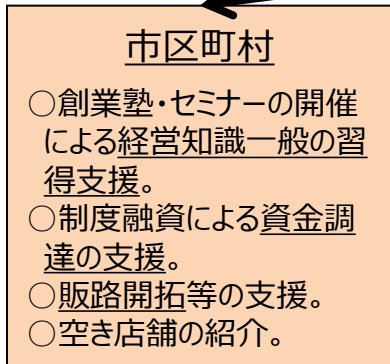 市区町村
○創業塾・セミナーの開催
による経営知識一般の習
得支援。
○制度融資による資金調
達の支援。
○販路開拓等の支援。
○空き店舗の紹介。